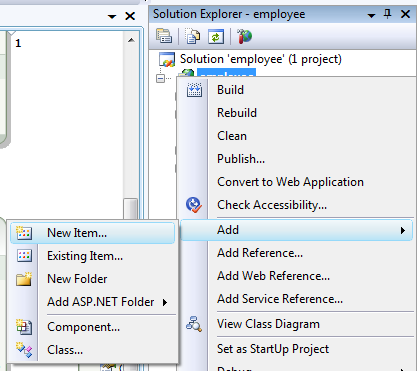 1
Solution Explorer - employee
Solution 'employee' (1 project)
employee
Build
Rebuild
Clean
Publish...
Convert to Web Application
Check Accessibility...
Add
Add Reference...
Add Web Reference...
Add Service Reference...
View Class Diagram
Set as StartUp Project
Debug
New Item...
Existing Item...
New Folder
Add ASP.NET Folder
Component...
Class...